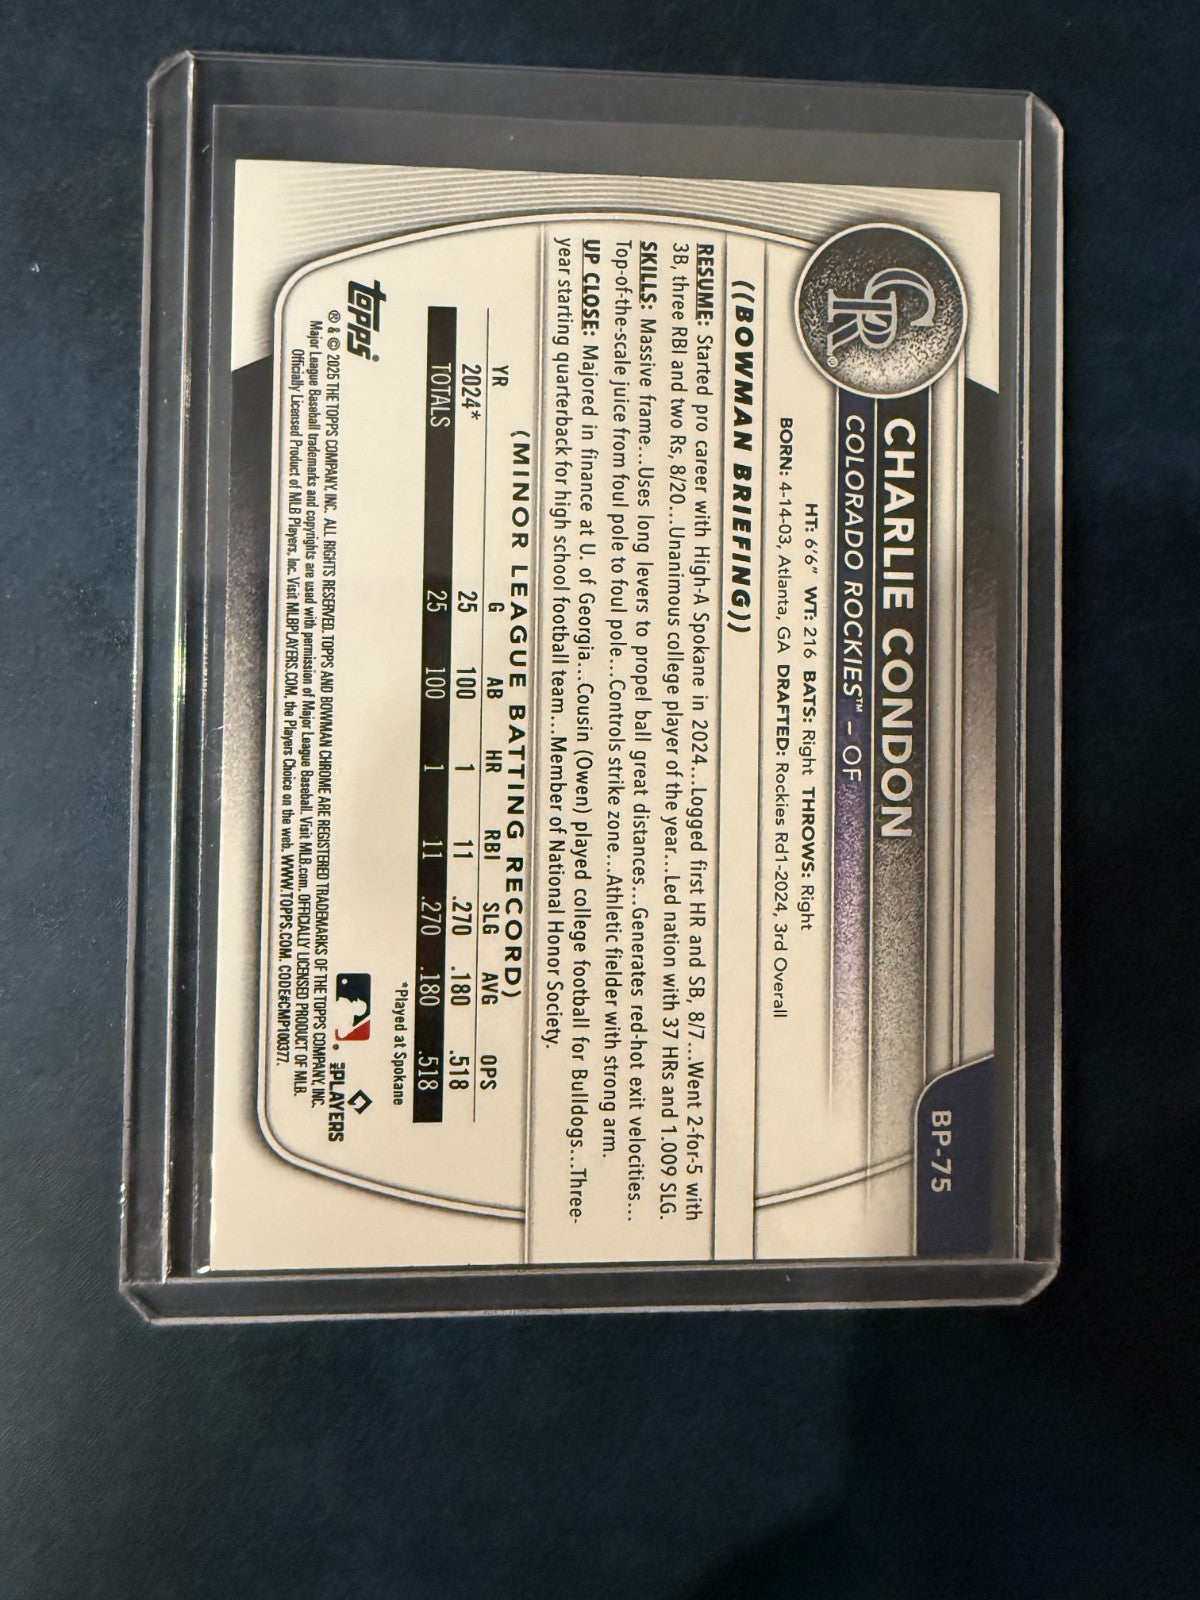 BP-75
CR®
CHARLIE CONDON
COLORADO ROCKIES™ – OF
HT: 6'6" WT: 216 BATS: Right THROWS: Right
BORN: 4-14-03, Atlanta, GA DRAFTED: Rockies Rd1-2024, 3rd Overall
((BOWMAN BRIEFING))
RESUME: Started pro career with High-A Spokane in 2024...Logged first HR and SB, 8/7...Went 2-for-5 with
3B, three RBI and two Rs, 8/20...Unanimous college player of the year...Led nation with 37 HRs and 1.009 SLG.
SKILLS: Massive frame...Uses long levers to propel ball great distances...Generates red-hot exit velocities...
Top-of-the-scale juice from foul pole to foul pole...Controls strike zone...Athletic fielder with strong arm.
UP CLOSE: Majored in finance at U. of Georgia...Cousin (Owen) played college football for Bulldogs...Three-
year starting quarterback for high school football team...Member of National Honor Society.
(MINOR LEAGUE BATTING RECORD)
YR G AB HR RBI SLG AVG OPS
2024* 25 100 1 11 .270 .180 .518
TOTALS 25 100 1 11 .270 .180 .518
*Played at Spokane
topps®
PLAYERS
® & © 2025 THE TOPPS COMPANY, INC. ALL RIGHTS RESERVED. TOPPS AND BOWMAN CHROME ARE REGISTERED TRADEMARKS OF THE TOPPS COMPANY, INC.
Major League Baseball trademarks and copyrights are used with permission of Major League Baseball. Visit MLB.com. OFFICIALLY LICENSED PRODUCT OF MLB.
Officially Licensed Product of MLB Players, Inc. Visit MLBPLAYERS.COM, the Players Choice on the web. WWW.TOPPS.COM. CODE#CMP100377.